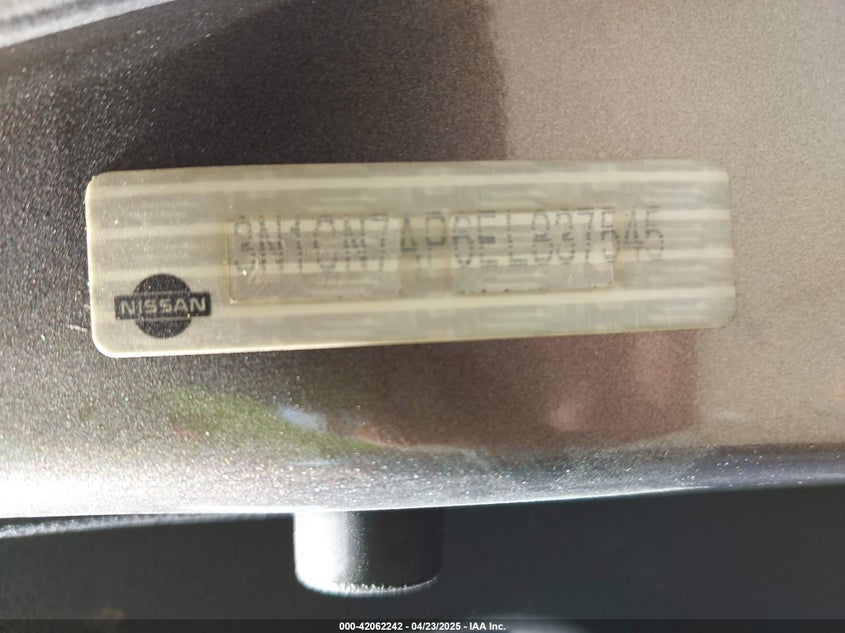 3N1CN7AP6EL837545
NISSAN
000-42062242 - 04/23/2025 - IAA Inc.